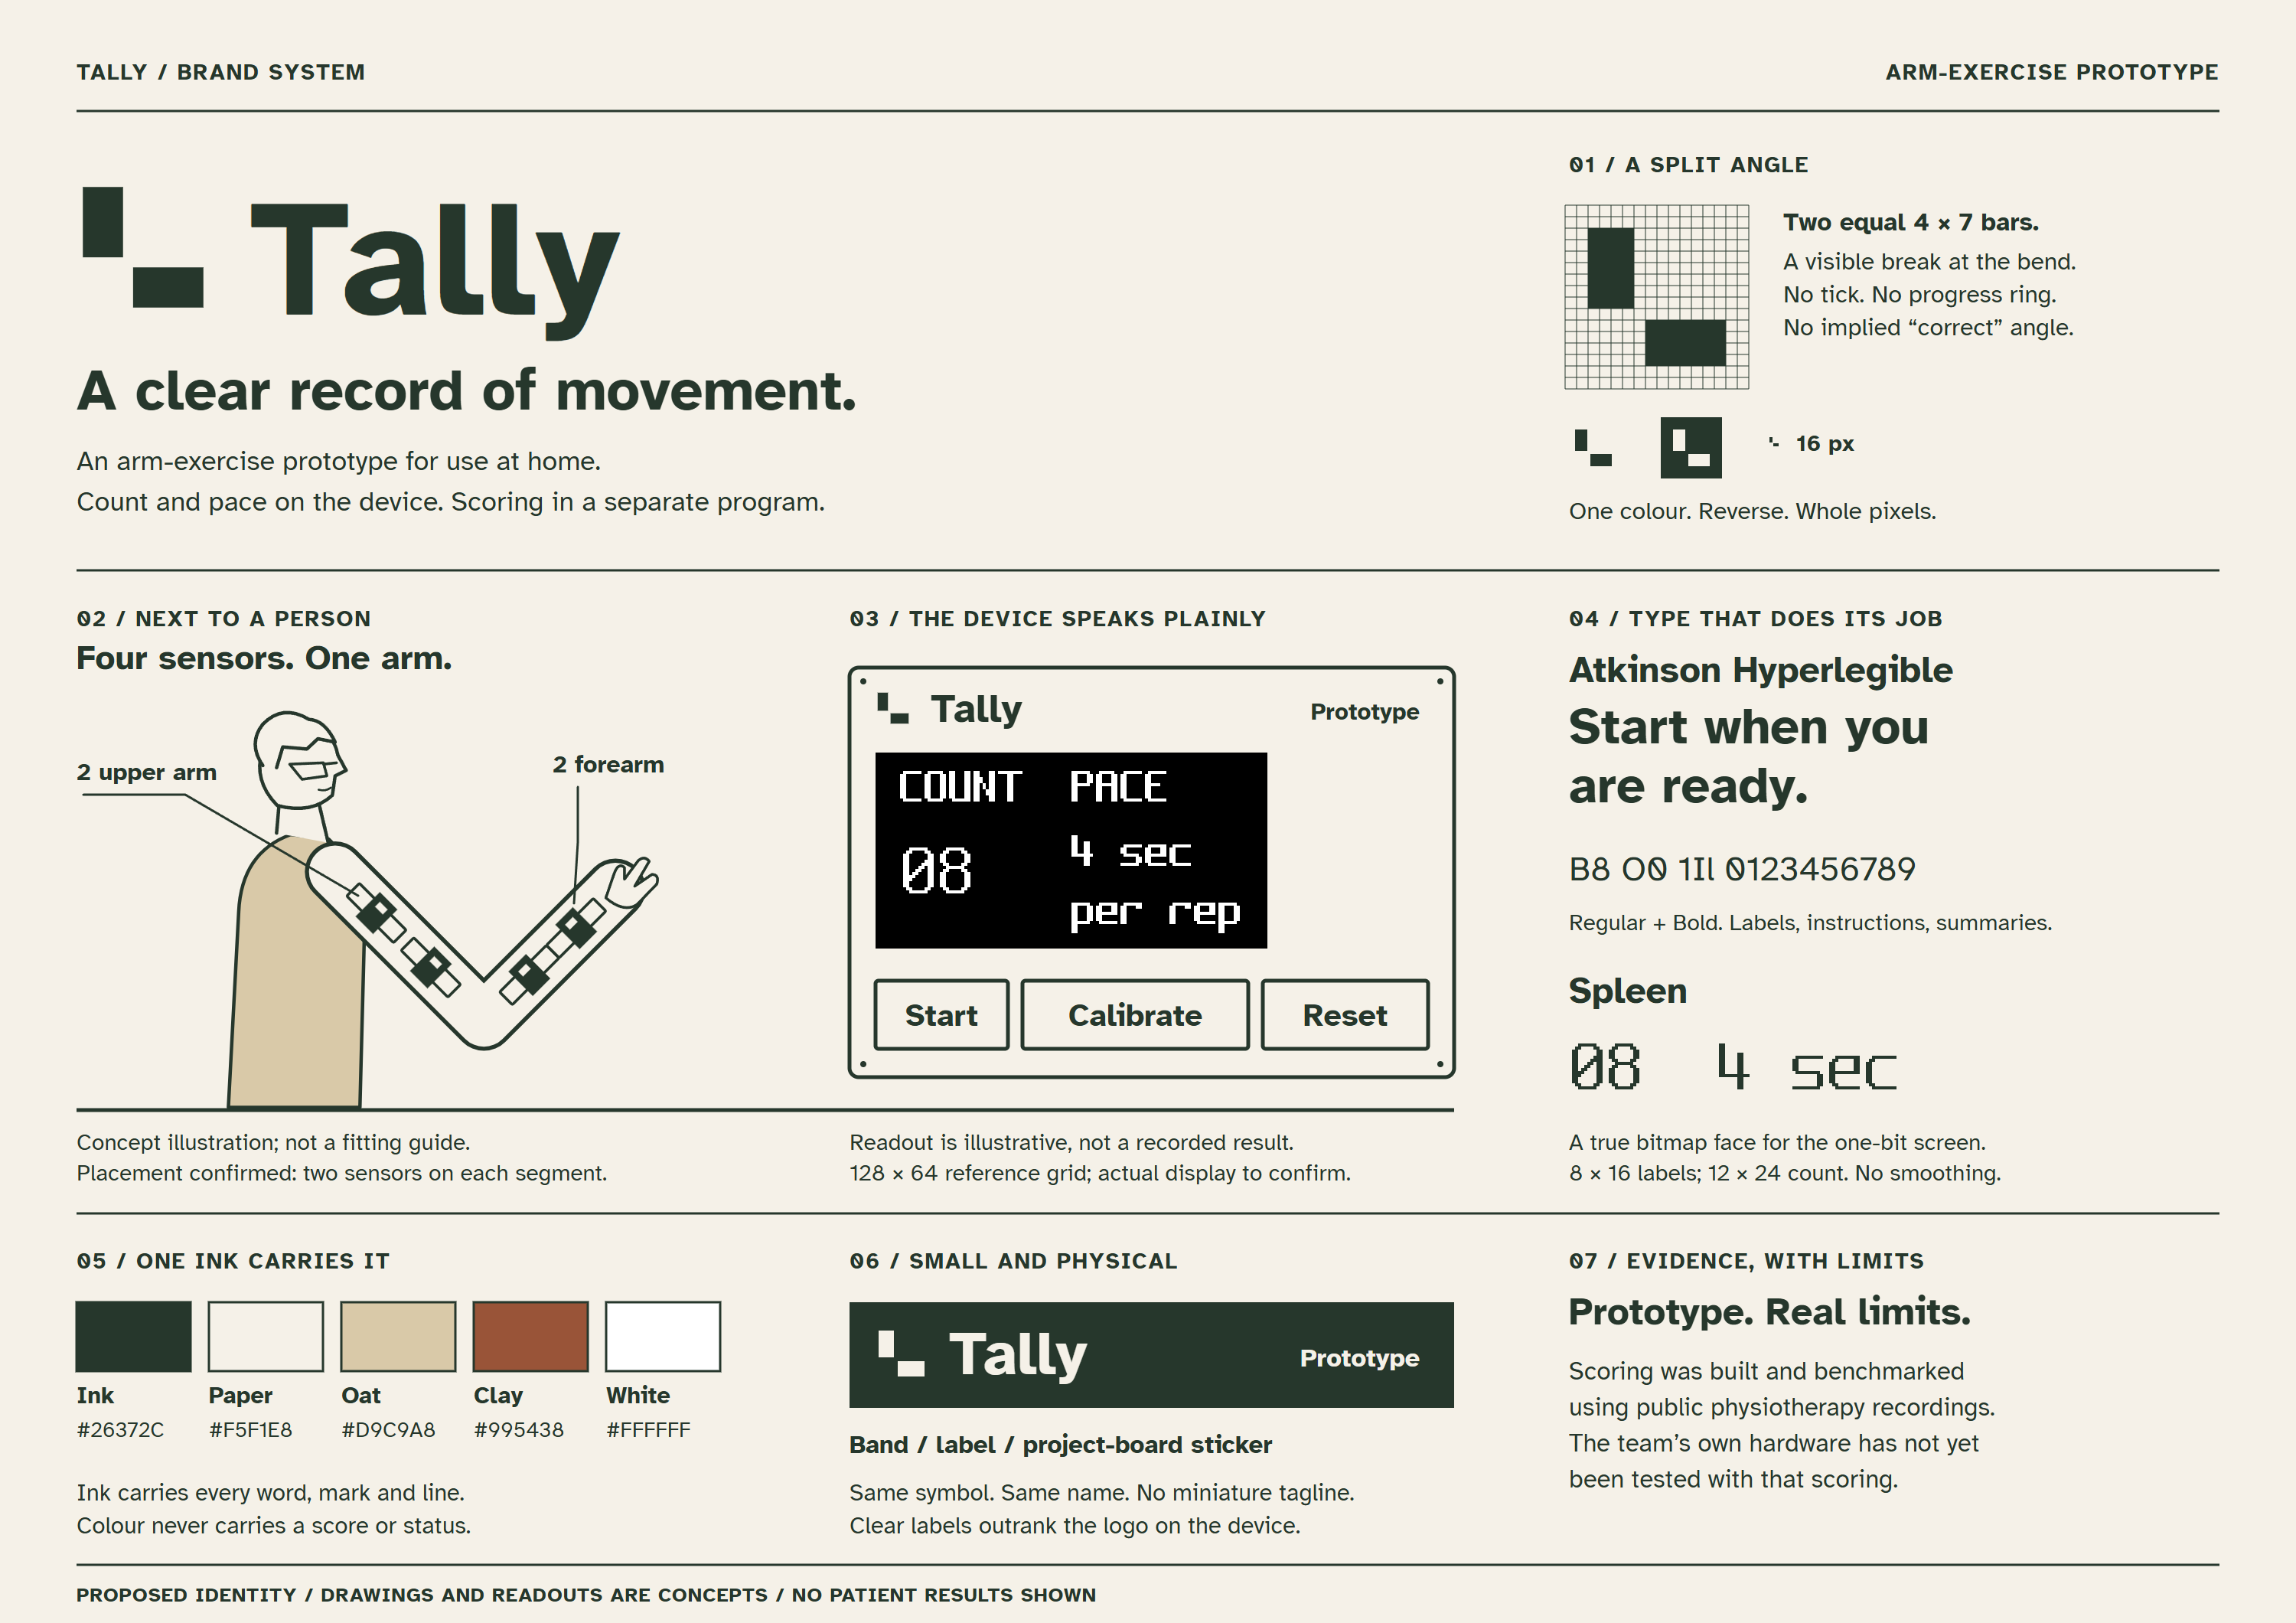 TALLY / BRAND SYSTEM
ARM-EXERCISE PROTOTYPE
Tally
A clear record of movement.
An arm-exercise prototype for use at home.
Count and pace on the device. Scoring in a separate program.
01 / A SPLIT ANGLE
Two equal 4 × 7 bars.
A visible break at the bend.
No tick. No progress ring.
No implied “correct” angle.
16 px
One colour. Reverse. Whole pixels.
02 / NEXT TO A PERSON
Four sensors. One arm.
2 upper arm
2 forearm
Concept illustration; not a fitting guide.
Placement confirmed: two sensors on each segment.
03 / THE DEVICE SPEAKS PLAINLY
Tally
Prototype
COUNT PACE
08
4 sec
per rep
Start
Calibrate
Reset
Readout is illustrative, not a recorded result.
128 × 64 reference grid; actual display to confirm.
04 / TYPE THAT DOES ITS JOB
Atkinson Hyperlegible
Start when you
are ready.
B8 O0 1Il 0123456789
Regular + Bold. Labels, instructions, summaries.
Spleen
08 4 sec
A true bitmap face for the one-bit screen.
8 × 16 labels; 12 × 24 count. No smoothing.
05 / ONE INK CARRIES IT
Ink
#26372C
Paper
#F5F1E8
Oat
#D9C9A8
Clay
#995438
White
#FFFFFF
Ink carries every word, mark and line.
Colour never carries a score or status.
06 / SMALL AND PHYSICAL
Tally
Prototype
Band / label / project-board sticker
Same symbol. Same name. No miniature tagline.
Clear labels outrank the logo on the device.
07 / EVIDENCE, WITH LIMITS
Prototype. Real limits.
Scoring was built and benchmarked
using public physiotherapy recordings.
The team’s own hardware has not yet
been tested with that scoring.
PROPOSED IDENTITY / DRAWINGS AND READOUTS ARE CONCEPTS / NO PATIENT RESULTS SHOWN